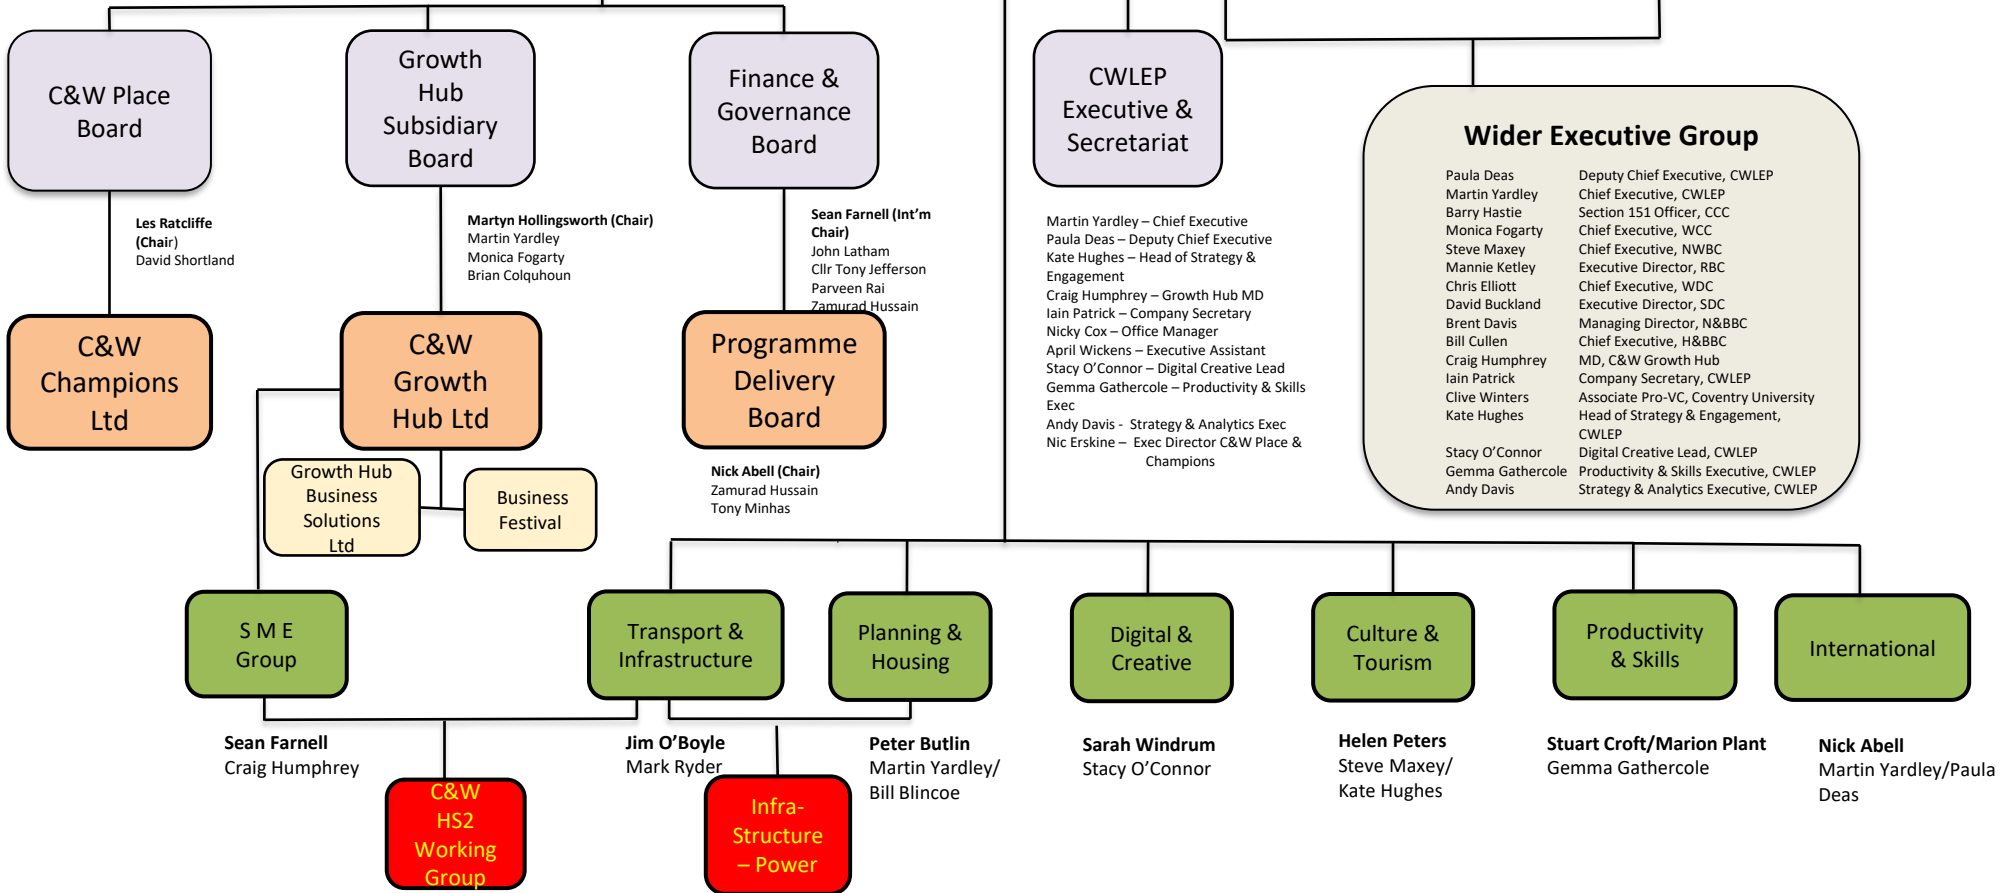 C&W Place
Board
Growth
Hub
Subsidiary
Board
Finance &
Governance
Board
CWLEP
Executive &
Secretariat
Wider Executive Group
Paula Deas Deputy Chief Executive, CWLEP
Martin Yardley Chief Executive, CWLEP
Barry Hastie Section 151 Officer, CCC
Monica Fogarty Chief Executive, WCC
Steve Maxey Chief Executive, NWBC
Mannie Ketley Executive Director, RBC
Chris Elliott Chief Executive, WDC
David Buckland Executive Director, SDC
Brent Davis Managing Director, N&BBC
Bill Cullen Chief Executive, H&BBC
Craig Humphrey MD, C&W Growth Hub
Iain Patrick Company Secretary, CWLEP
Clive Winters Associate Pro-VC, Coventry University
Kate Hughes Head of Strategy & Engagement,
CWLEP
Stacy O'Connor Digital Creative Lead, CWLEP
Gemma Gathercole Productivity & Skills Executive, CWLEP
Andy Davis Strategy & Analytics Executive, CWLEP
Les Ratcliffe
(Chair)
David Shortland
Martyn Hollingsworth (Chair)
Martin Yardley
Monica Fogarty
Brian Colquhoun
Sean Farnell (Int'm
Chair)
John Latham
Cllr Tony Jefferson
Parveen Rai
Zamurad Hussain
Martin Yardley – Chief Executive
Paula Deas – Deputy Chief Executive
Kate Hughes – Head of Strategy &
Engagement
Craig Humphrey – Growth Hub MD
Iain Patrick – Company Secretary
Nicky Cox – Office Manager
April Wickens – Executive Assistant
Stacy O'Connor – Digital Creative Lead
Gemma Gathercole – Productivity & Skills
Exec
Andy Davis - Strategy & Analytics Exec
Nic Erskine – Exec Director C&W Place &
Champions
C&W
Champions
Ltd
C&W
Growth
Hub Ltd
Programme
Delivery
Board
Nick Abell (Chair)
Zamurad Hussain
Tony Minhas
Growth Hub
Business
Solutions
Ltd
Business
Festival
S M E
Group
Transport &
Infrastructure
Planning &
Housing
Digital &
Creative
Culture &
Tourism
Productivity
& Skills
International
Sean Farnell
Craig Humphrey
Jim O'Boyle
Mark Ryder
Peter Butlin
Martin Yardley/
Bill Blincoe
Sarah Windrum
Stacy O'Connor
Helen Peters
Steve Maxey/
Kate Hughes
Stuart Croft/Marion Plant
Gemma Gathercole
Nick Abell
Martin Yardley/Paula
Deas
C&W
HS2
Working
Group
Infra-
Structure
– Power